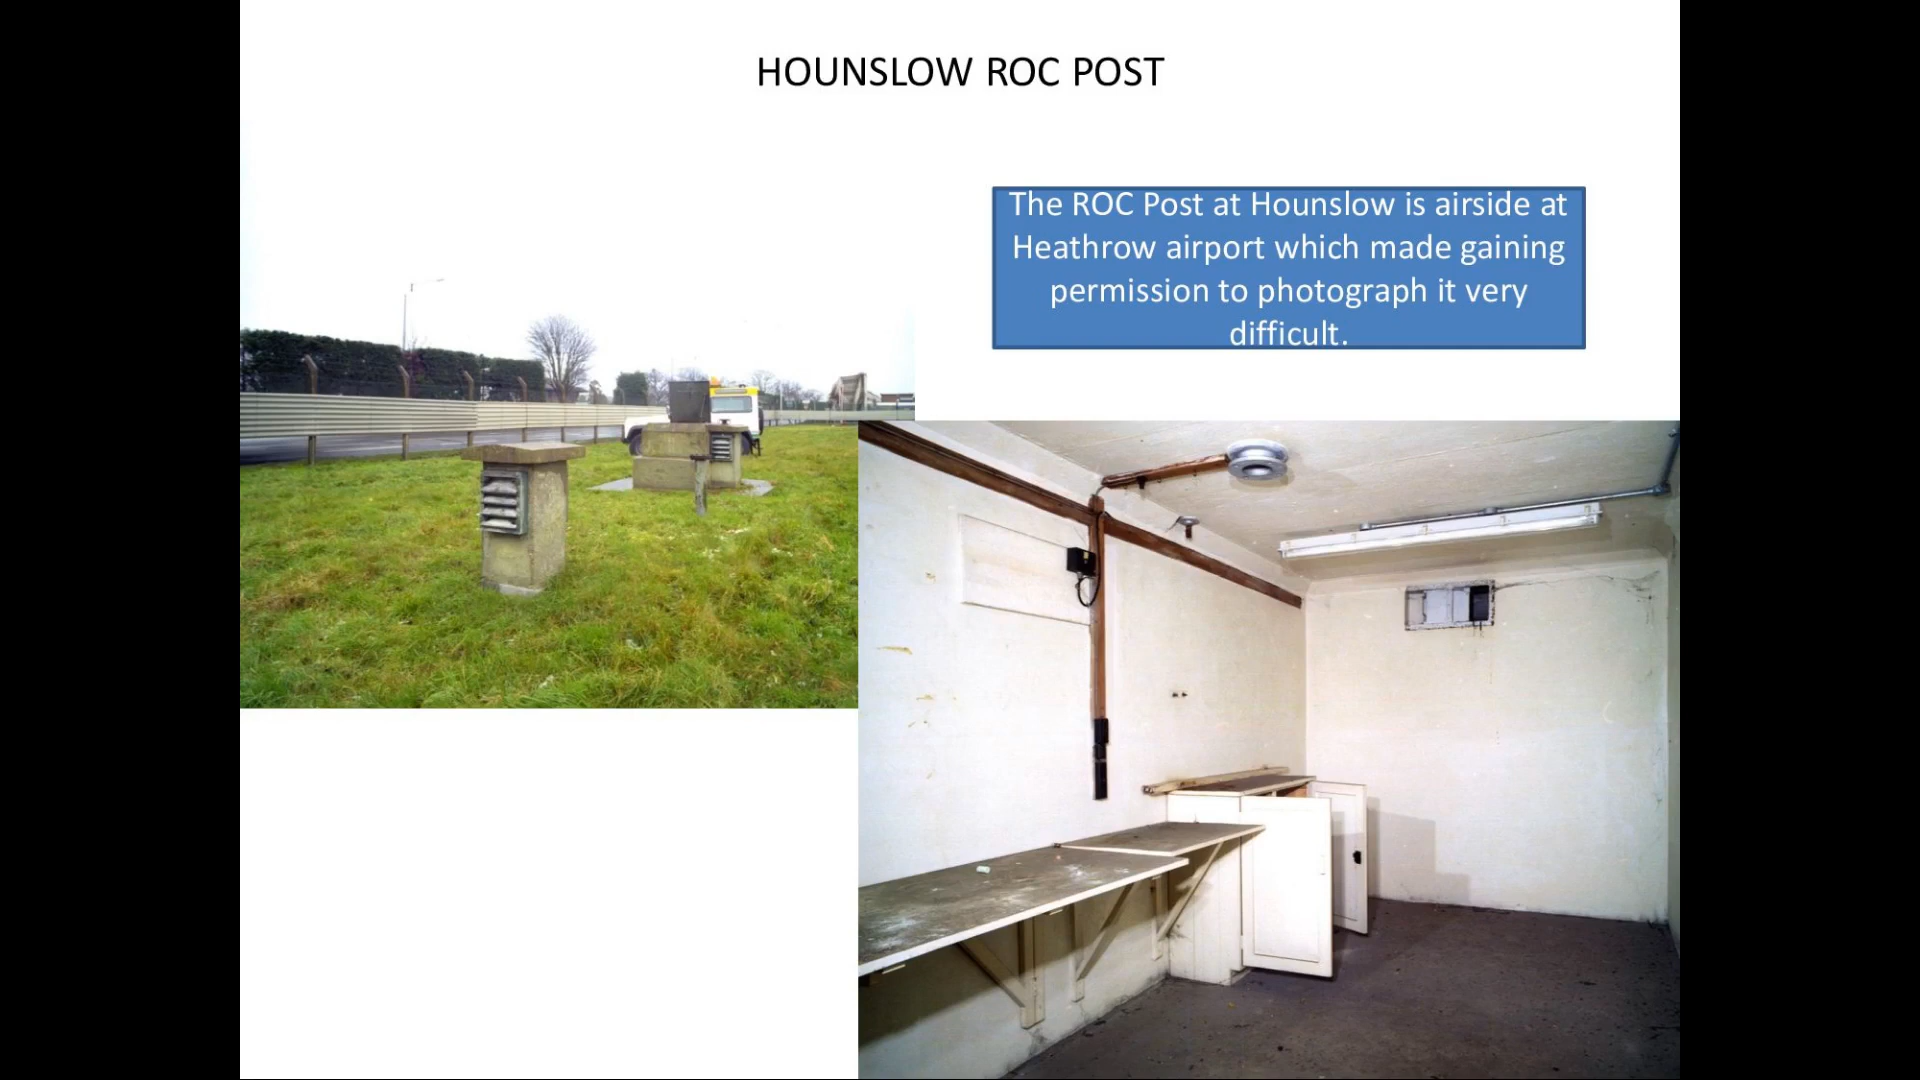 HOUNSLOW ROC POST
The ROC Post at Hounslow is airside at
Heathrow airport which made gaining
permission to photograph it very
difficult.